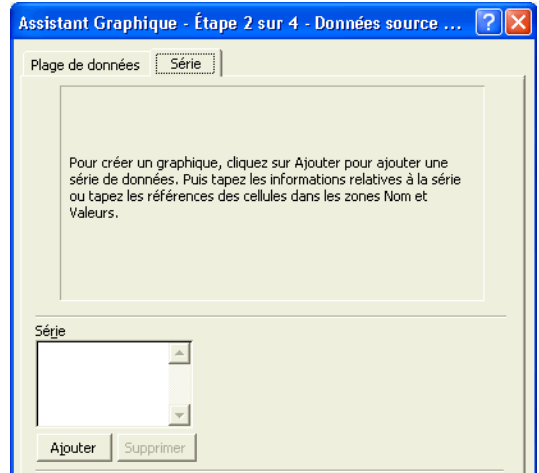 Assistant Graphique - Étape 2 sur 4 - Données source ...
Plage de données Série
Pour créer un graphique, cliquez sur Ajouter pour ajouter une
série de données. Puis tapez les informations relatives à la série
ou tapez les références des cellules dans les zones Nom et
Valeurs.
Série
Ajouter Supprimer